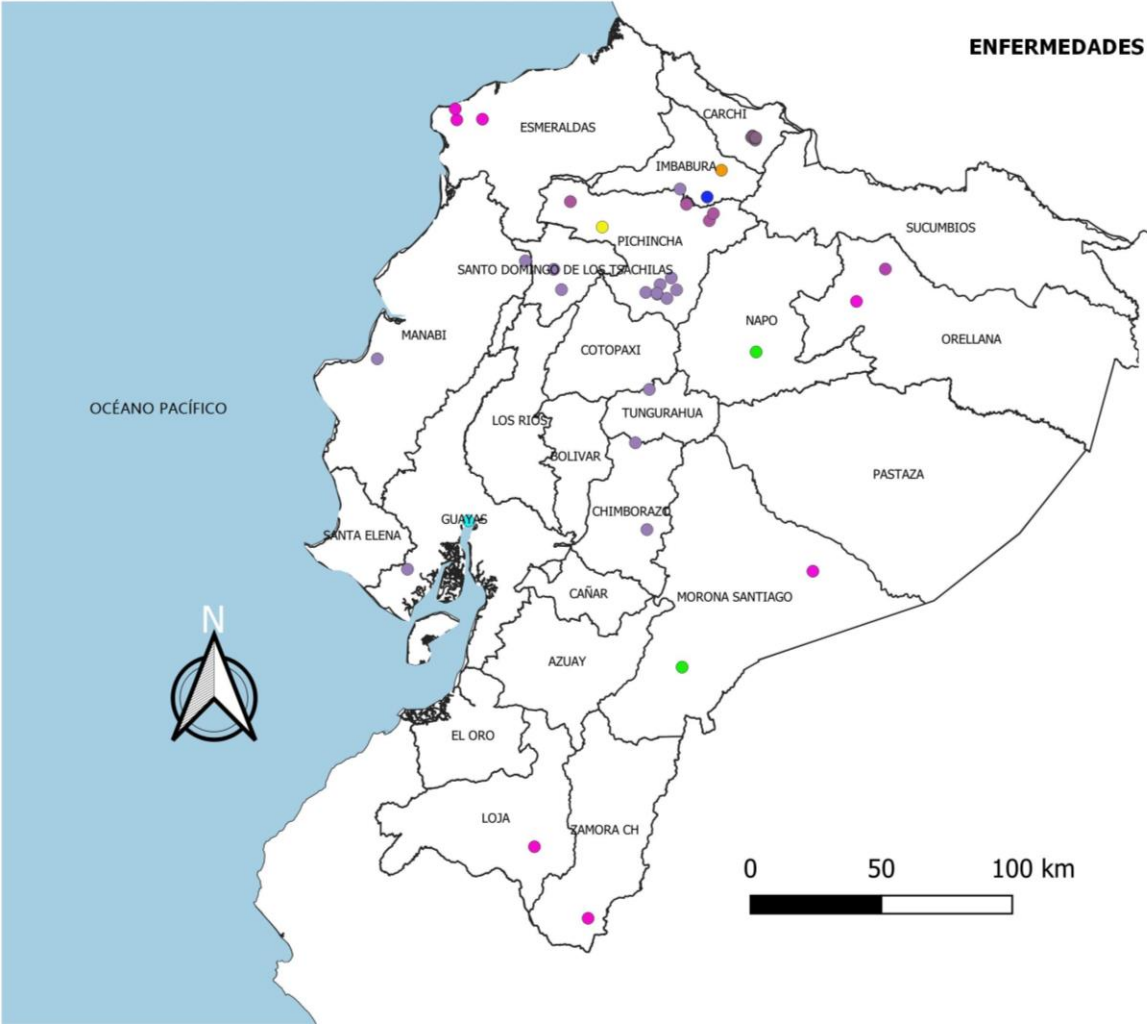 ENFERMEDADES
CARCHI
ESMERALDAS
IMBABURA
SUCUMBIOS
PICHINCHA
SANTO DOMINGO DE LOS TSACHILAS
NAPO
MANABI
ORELLANA
COTOPAXI
OCÉANO PACÍFICO
TUNGURAHUA
LOS RIOS
BOLIVAR
PASTAZA
CHIMBORAZO
GUAYAS
SANTA ELENA
CAÑAR
MORONA SANTIAGO
N
AZUAY
EL ORO
LOJA
ZAMORA CH
0 50 100 km